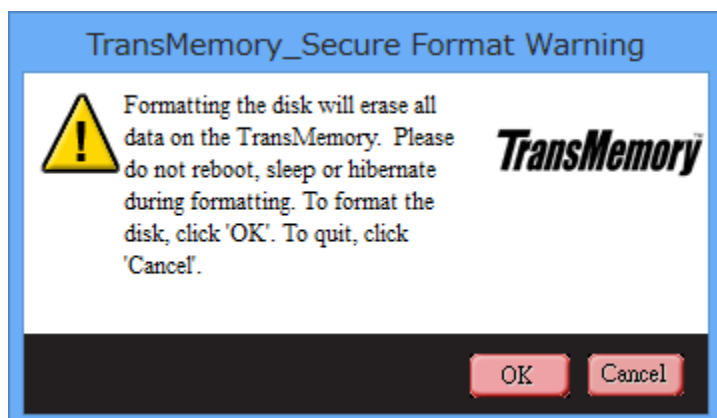 TransMemory_Secure Format Warning
Formatting the disk will erase all
data on the TransMemory. Please
do not reboot, sleep or hibernate
during formatting. To format the
disk, click 'OK'. To quit, click
'Cancel'.
TransMemory™
OK
Cancel